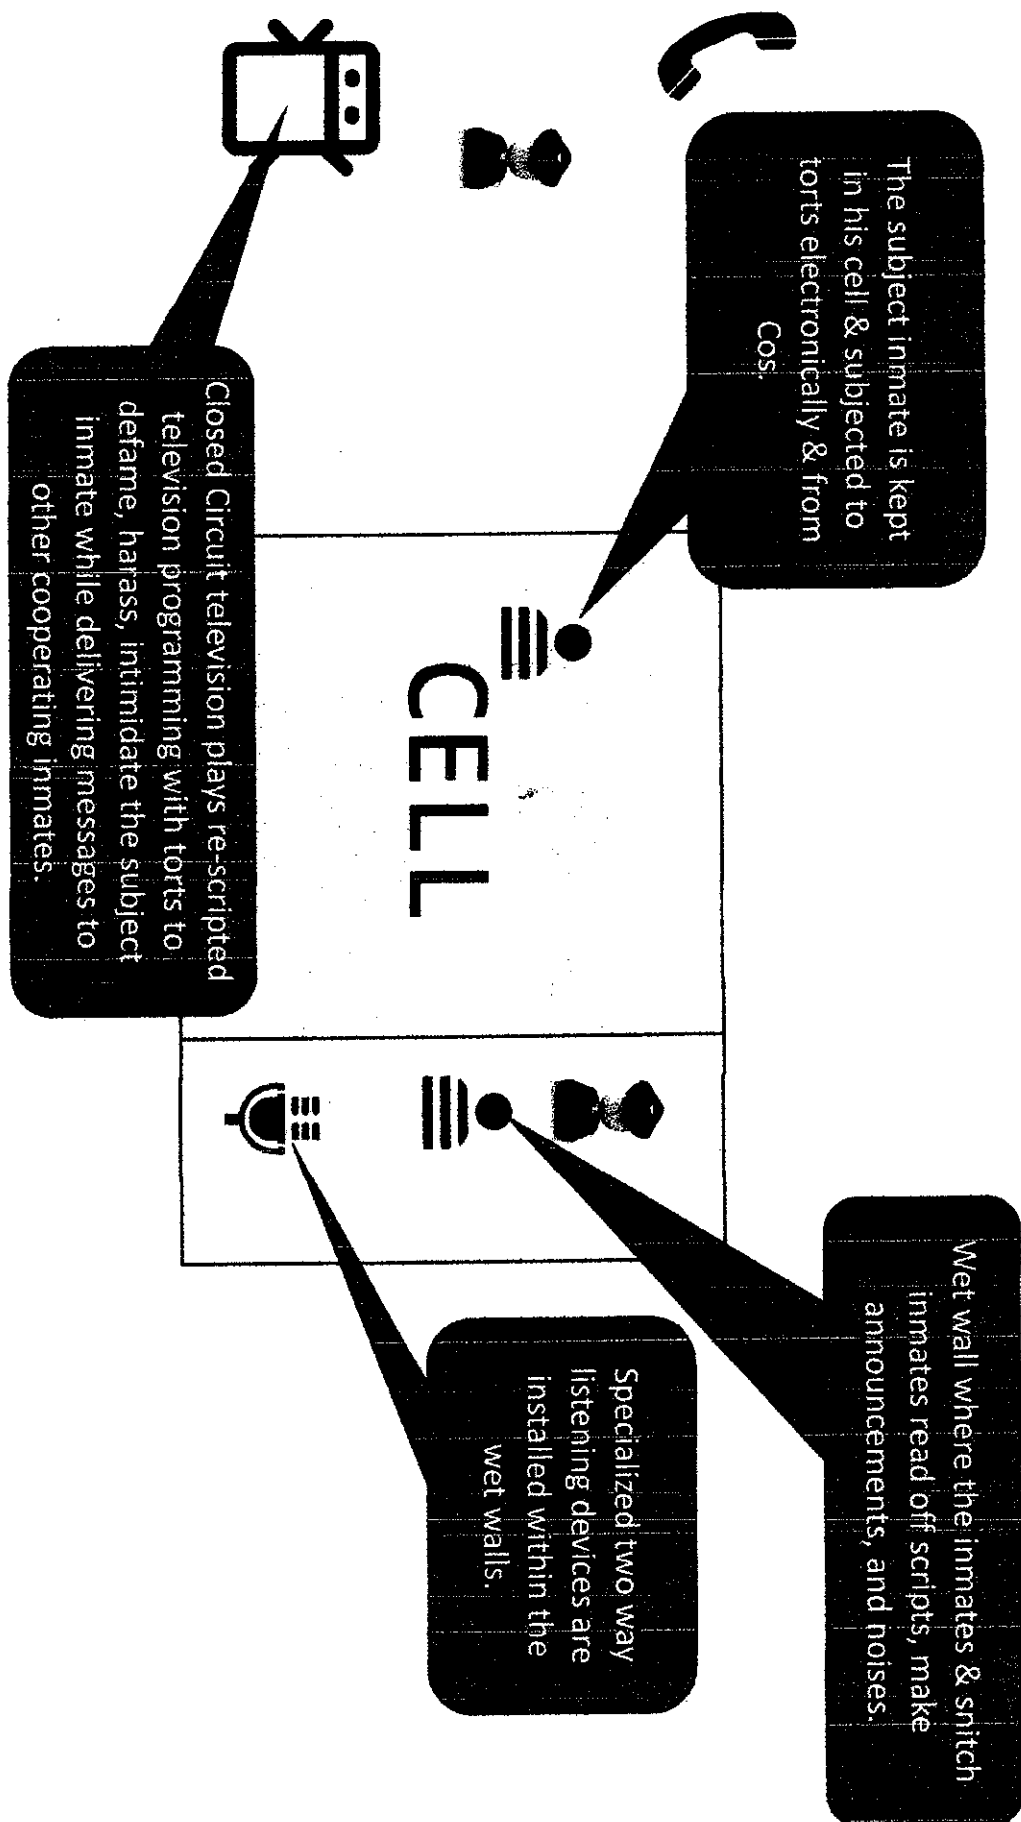 The subject inmate is kept
in his cell & subjected to
torts electronically & from
Cos.
Wet wall where the inmates & snitch
inmates read off scripts, make
announcements, and noises.
CELL
Specialized two way
listening devices are
installed within the
wet walls.
Closed Circuit television plays re-scripted
television programming with torts to
defame, harass, intimidate the subject
inmate while delivering messages to
other cooperating inmates.